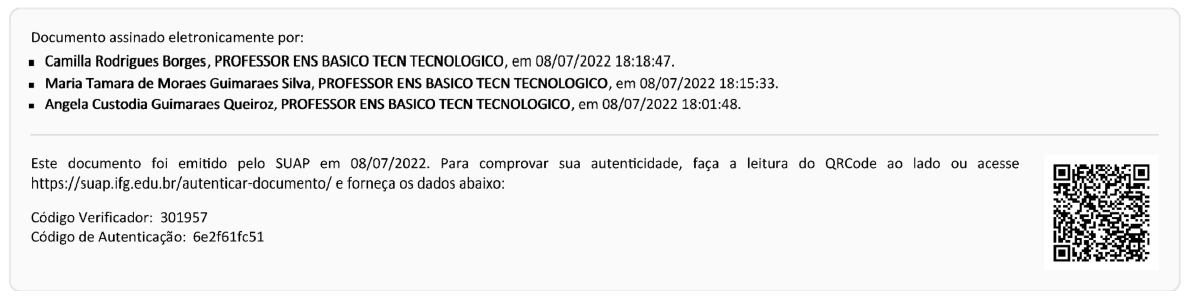 Documento assinado eletronicamente por:
▪ Camilla Rodrigues Borges, PROFESSOR ENS BASICO TECN TECNOLOGICO, em 08/07/2022 18:18:47.
▪ Maria Tamara de Moraes Guimaraes Silva, PROFESSOR ENS BASICO TECN TECNOLOGICO, em 08/07/2022 18:15:33.
▪ Angela Custodia Guimaraes Queiroz, PROFESSOR ENS BASICO TECN TECNOLOGICO, em 08/07/2022 18:01:48.
Este documento foi emitido pelo SUAP em 08/07/2022. Para comprovar sua autenticidade, faça a leitura do QRCode ao lado ou acesse
https://suap.ifg.edu.br/autenticar-documento/ e forneça os dados abaixo:
Código Verificador: 301957
Código de Autenticação: 6e2f61fc51